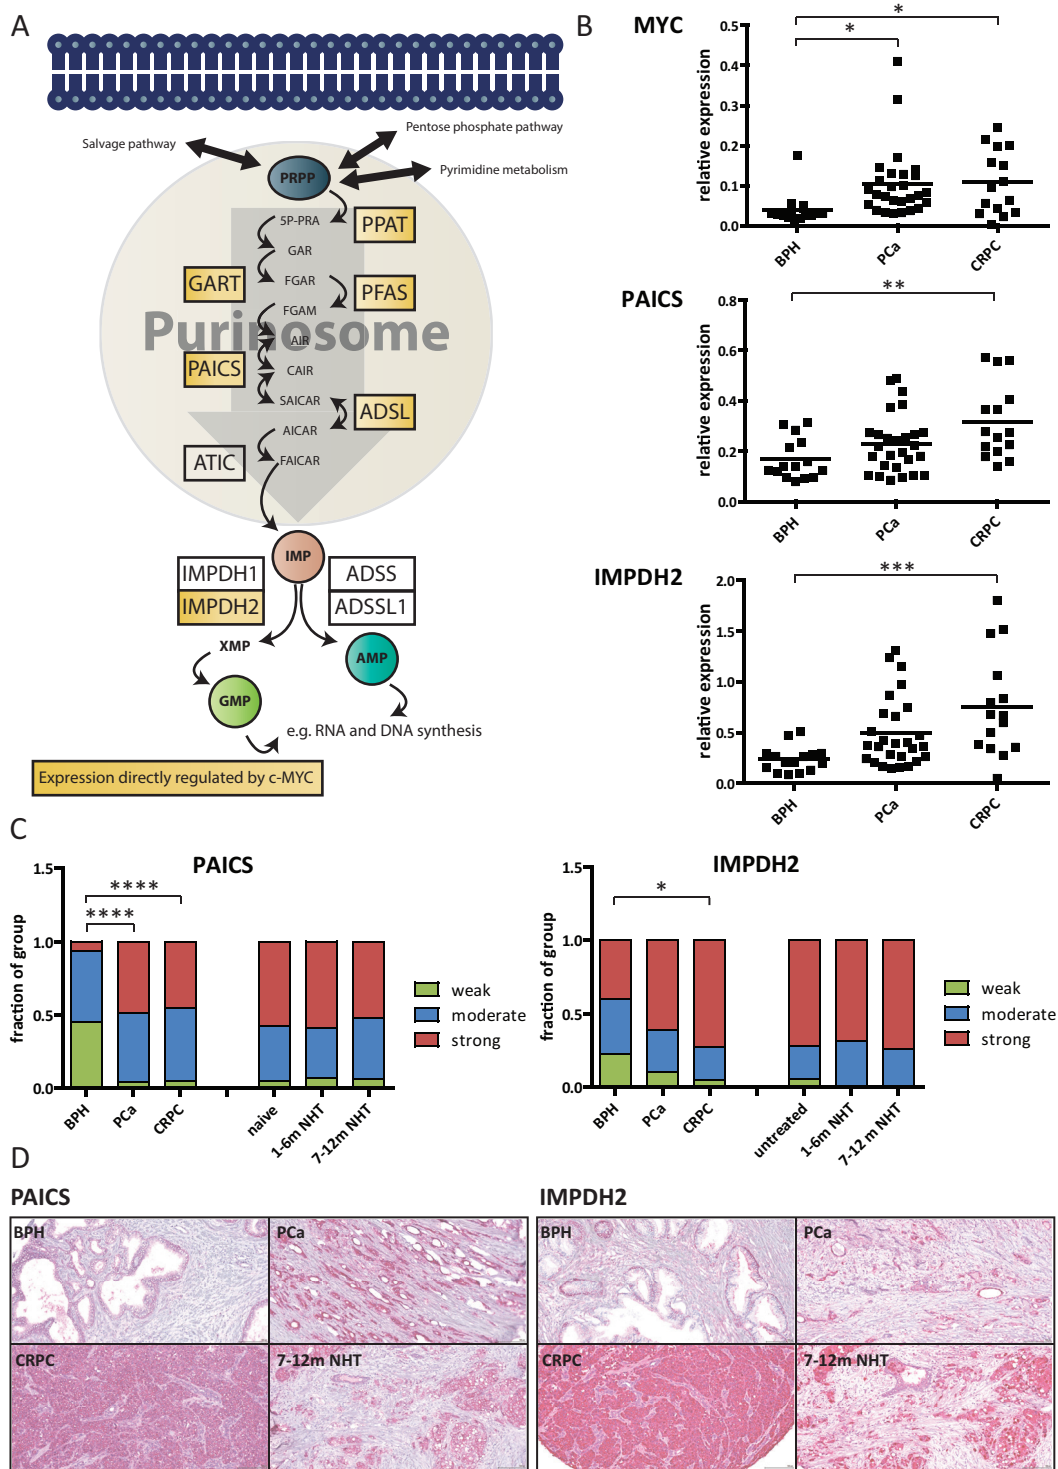 A
Salvage pathway
Pentose phosphate pathway
Pyrimidine metabolism
PRPP
5P-PRA
PPAT
GAR
GART
FGAR
PFAS
FGAM
Purinosome
AIR
PAICS
CAIR
SAICAR
ADSL
AICAR
ATIC
FAICAR
IMP
IMPDH1
ADSS
IMPDH2
ADSSL1
XMP
AMP
GMP
e.g. RNA and DNA synthesis
Expression directly regulated by c-MYC
B
MYC
relative expression
0.5
0.4
0.3
0.2
0.1
0.0
*
*
BPH
PCa
CRPC
PAICS
relative expression
0.8
0.6
0.4
0.2
0.0
**
BPH
PCa
CRPC
IMPDH2
relative expression
2.0
1.5
1.0
0.5
0.0
***
BPH
PCa
CRPC
C
PAICS
fraction of group
1.5
1.0
0.5
0.0
****
****
BPH
PCa
CRPC
naive
1-6m NHT
7-12m NHT
weak
moderate
strong
IMPDH2
fraction of group
1.5
1.0
0.5
0.0
*
BPH
PCa
CRPC
untreated
1-6m NHT
7-12 m NHT
weak
moderate
strong
D
PAICS
BPH
PCa
CRPC
7-12m NHT
IMPDH2
BPH
PCa
CRPC
7-12m NHT